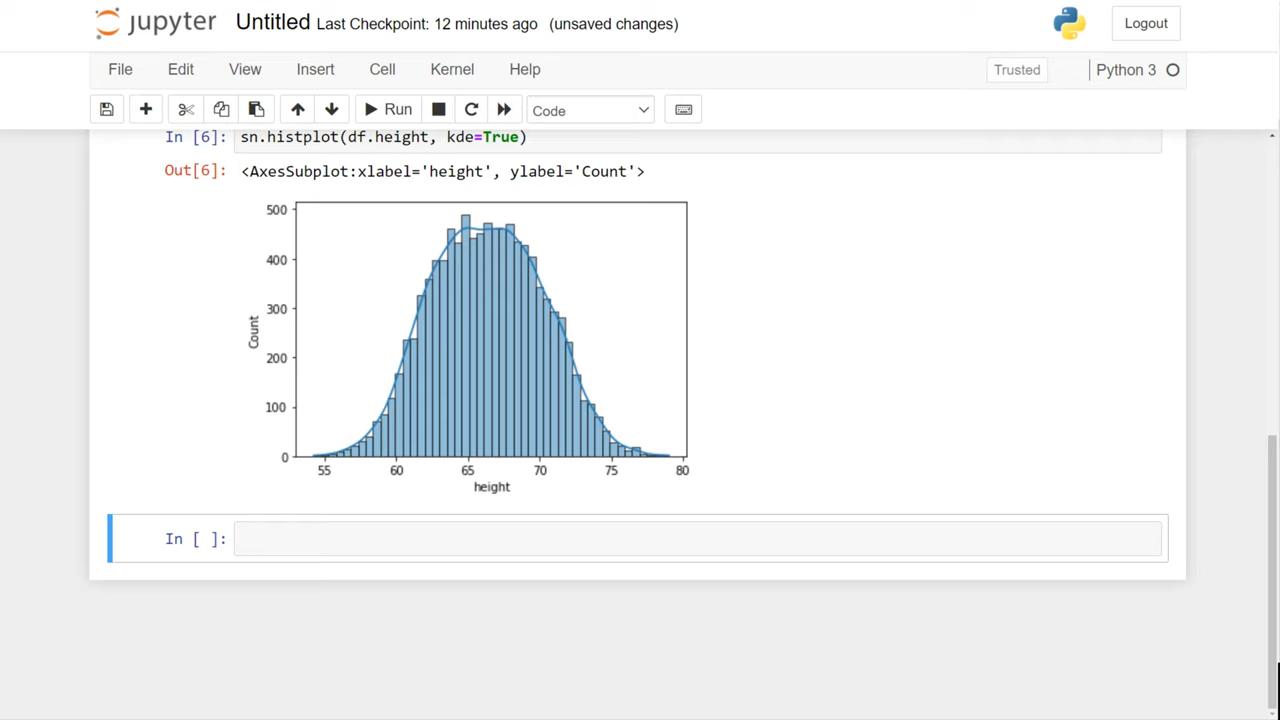 jupyter Untitled Last Checkpoint: 12 minutes ago (unsaved changes) Logout
File Edit View Insert Cell Kernel Help Trusted Python 3
Run Code
In [6]: sn.histplot(df.height, kde=True)
Out[6]: <AxesSubplot:xlabel='height', ylabel='Count'>
500
400
300
200
100
0
Count
55 60 65 70 75 80
height
In [ ]: